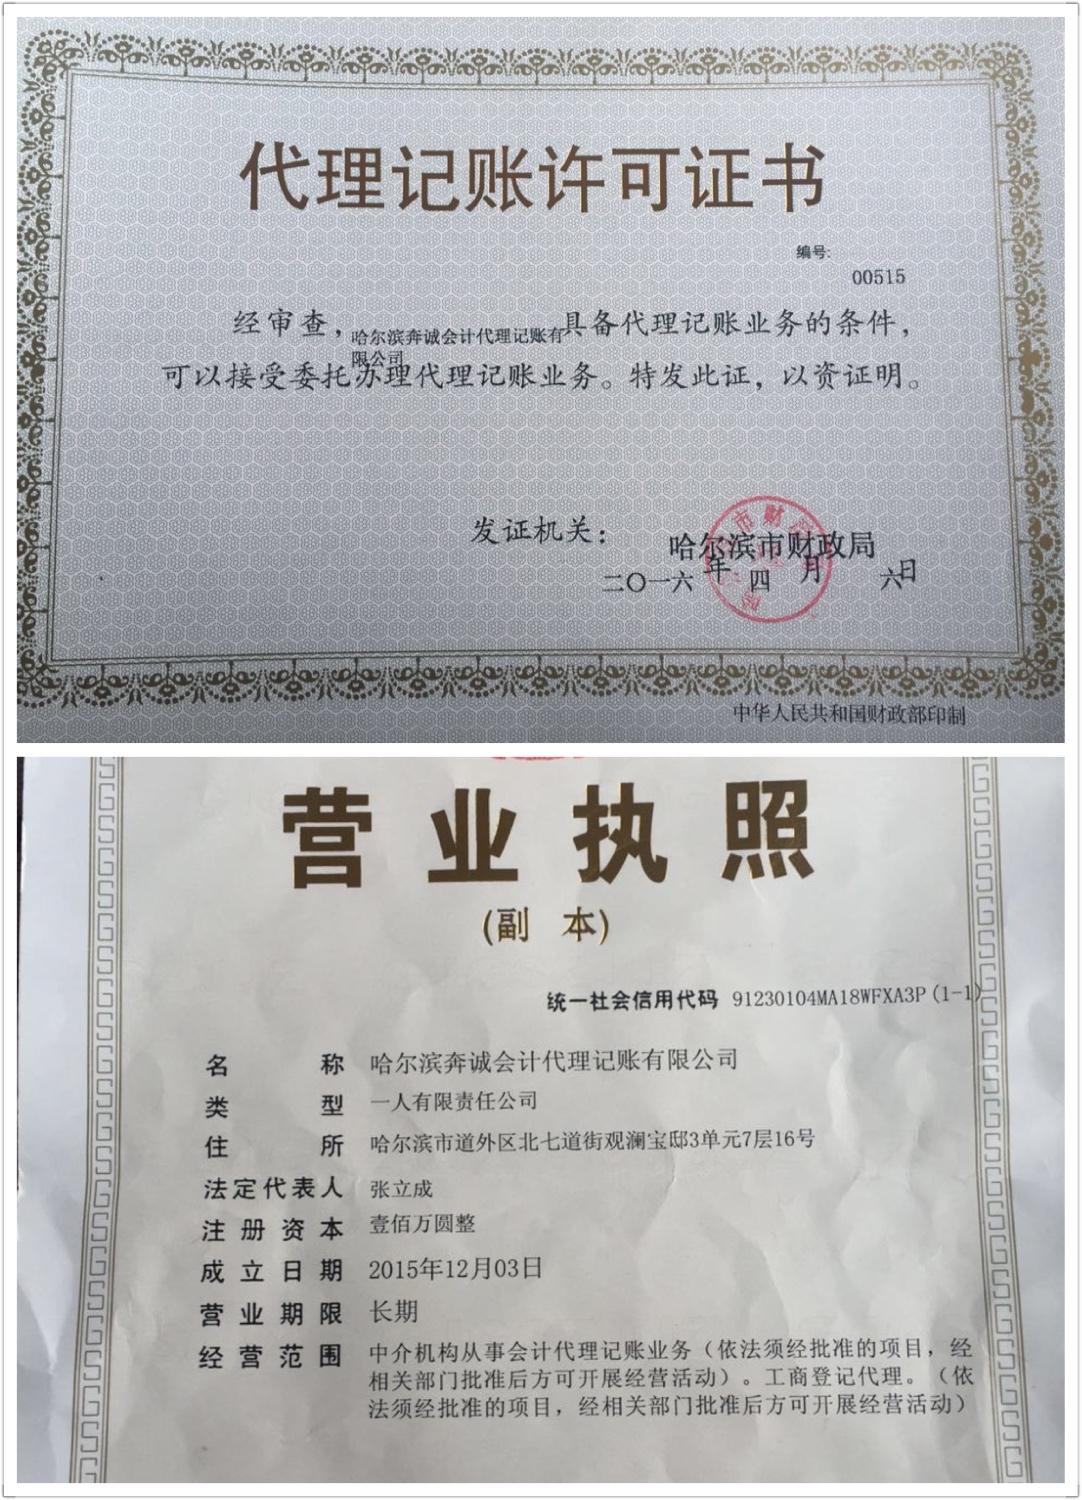 代理记账许可证书
编号:
00515
经审查，哈尔滨奔诚会计代理记账有限公司具备代理记账业务的条件，
可以接受委托办理代理记账业务。特发此证，以资证明。
发证机关：
哈尔滨市财政局
二〇一六年四月六日
中华人民共和国财政部印制
营业执照
(副 本)
统一社会信用代码 91230104MA18WFXA3P(1-1)
名称 哈尔滨奔诚会计代理记账有限公司
类型 一人有限责任公司
住所 哈尔滨市道外区北七道街观澜宝邸3单元7层16号
法定代表人 张立成
注册资本 壹佰万圆整
成立日期 2015年12月03日
营业期限 长期
经营范围 中介机构从事会计代理记账业务（依法须经批准的项目，经
相关部门批准后方可开展经营活动）。工商登记代理。（依
法须经批准的项目，经相关部门批准后方可开展经营活动）